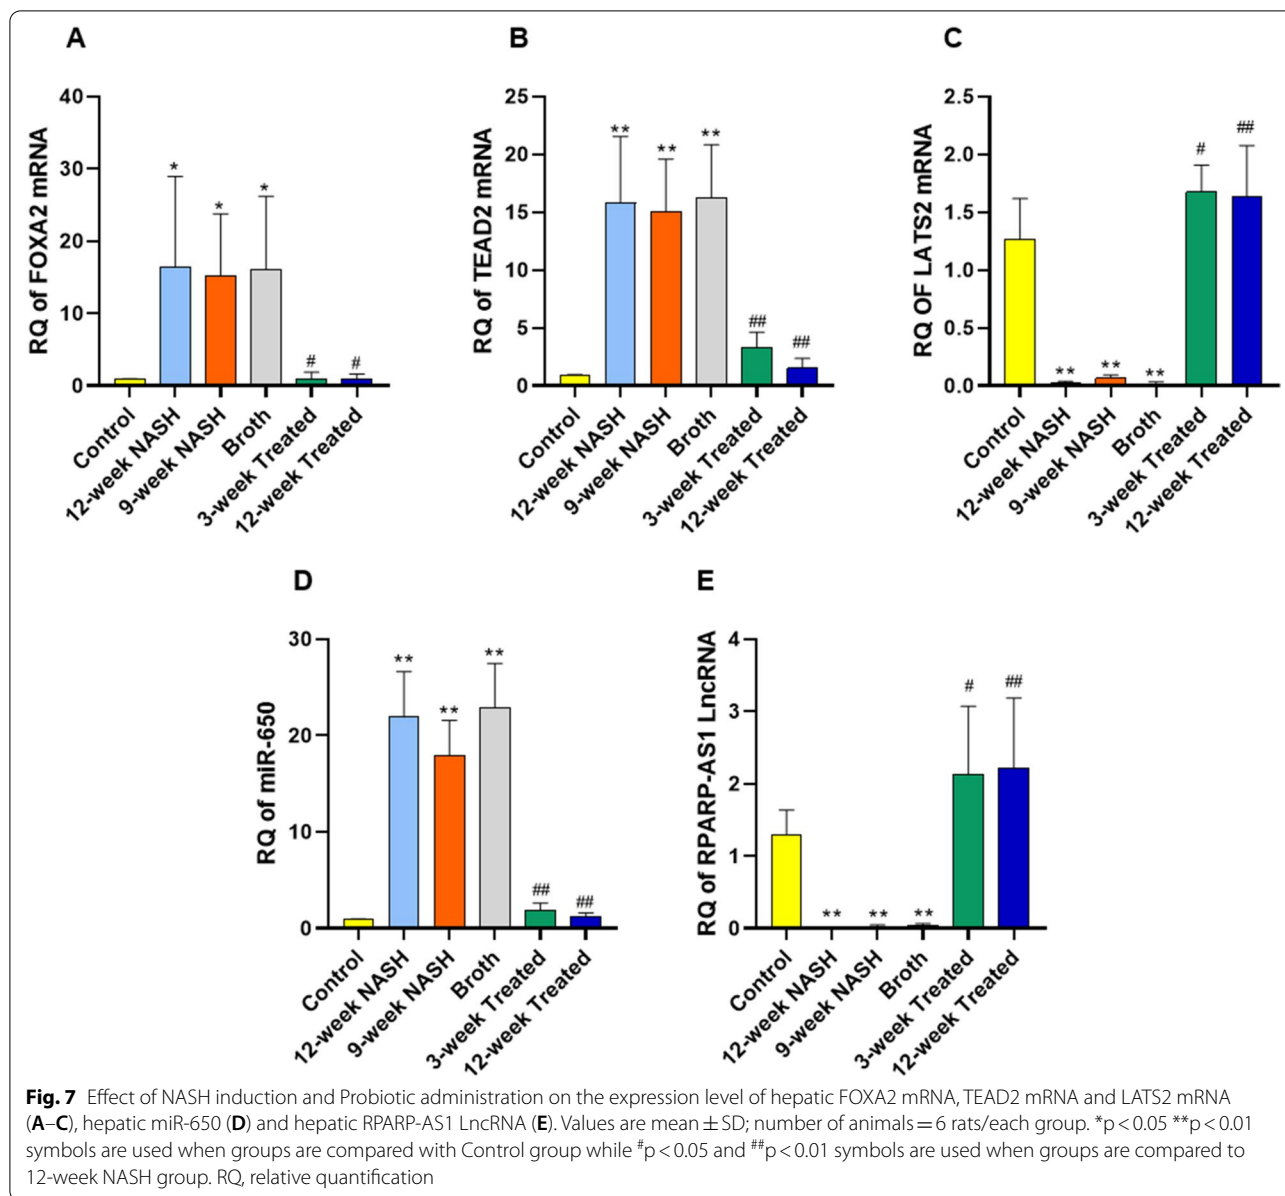 A
RQ of FOXA2 mRNA
40
30
20
10
0
*
*
*
#
#
Control
12-week NASH
9-week NASH
Broth
3-week Treated
12-week Treated
B
RQ of TEAD2 mRNA
25
20
15
10
5
0
**
**
**
##
##
Control
12-week NASH
9-week NASH
Broth
3-week Treated
12-week Treated
C
RQ OF LATS2 mRNA
2.5
2.0
1.5
1.0
0.5
0.0
**
**
**
#
##
Control
12-week NASH
9-week NASH
Broth
3-week Treated
12-week Treated
D
RQ of miR-650
30
20
10
0
**
**
**
##
##
Control
12-week NASH
9-week NASH
Broth
3-week Treated
12-week Treated
E
RQ of RPARP-AS1 LncRNA
4
3
2
1
0
**
**
**
#
##
Control
12-week NASH
9-week NASH
Broth
3-week Treated
12-week Treated
Fig. 7 Effect of NASH induction and Probiotic administration on the expression level of hepatic FOXA2 mRNA, TEAD2 mRNA and LATS2 mRNA
(A–C), hepatic miR-650 (D) and hepatic RPARP-AS1 LncRNA (E). Values are mean ± SD; number of animals = 6 rats/each group. *p < 0.05 **p < 0.01
symbols are used when groups are compared with Control group while #p < 0.05 and ##p < 0.01 symbols are used when groups are compared to
12-week NASH group. RQ, relative quantification